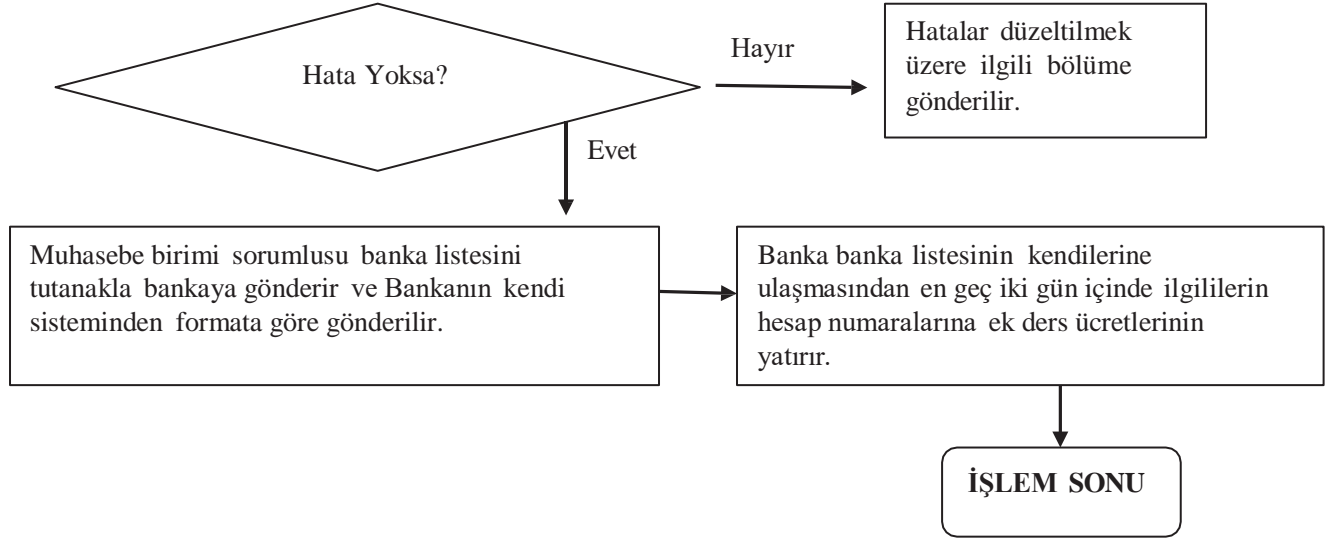 Hata Yoksa?
Hayır
Hatalar düzeltilmek
üzere ilgili bölüme
gönderilir.
Evet
Muhasebe birimi sorumlusu banka listesini
tutanakla bankaya gönderir ve Bankanın kendi
sisteminden formata göre gönderilir.
Banka banka listesinin kendilerine
ulaşmasından en geç iki gün içinde ilgililerin
hesap numaralarına ek ders ücretlerinin
yatırır.
İŞLEM SONU